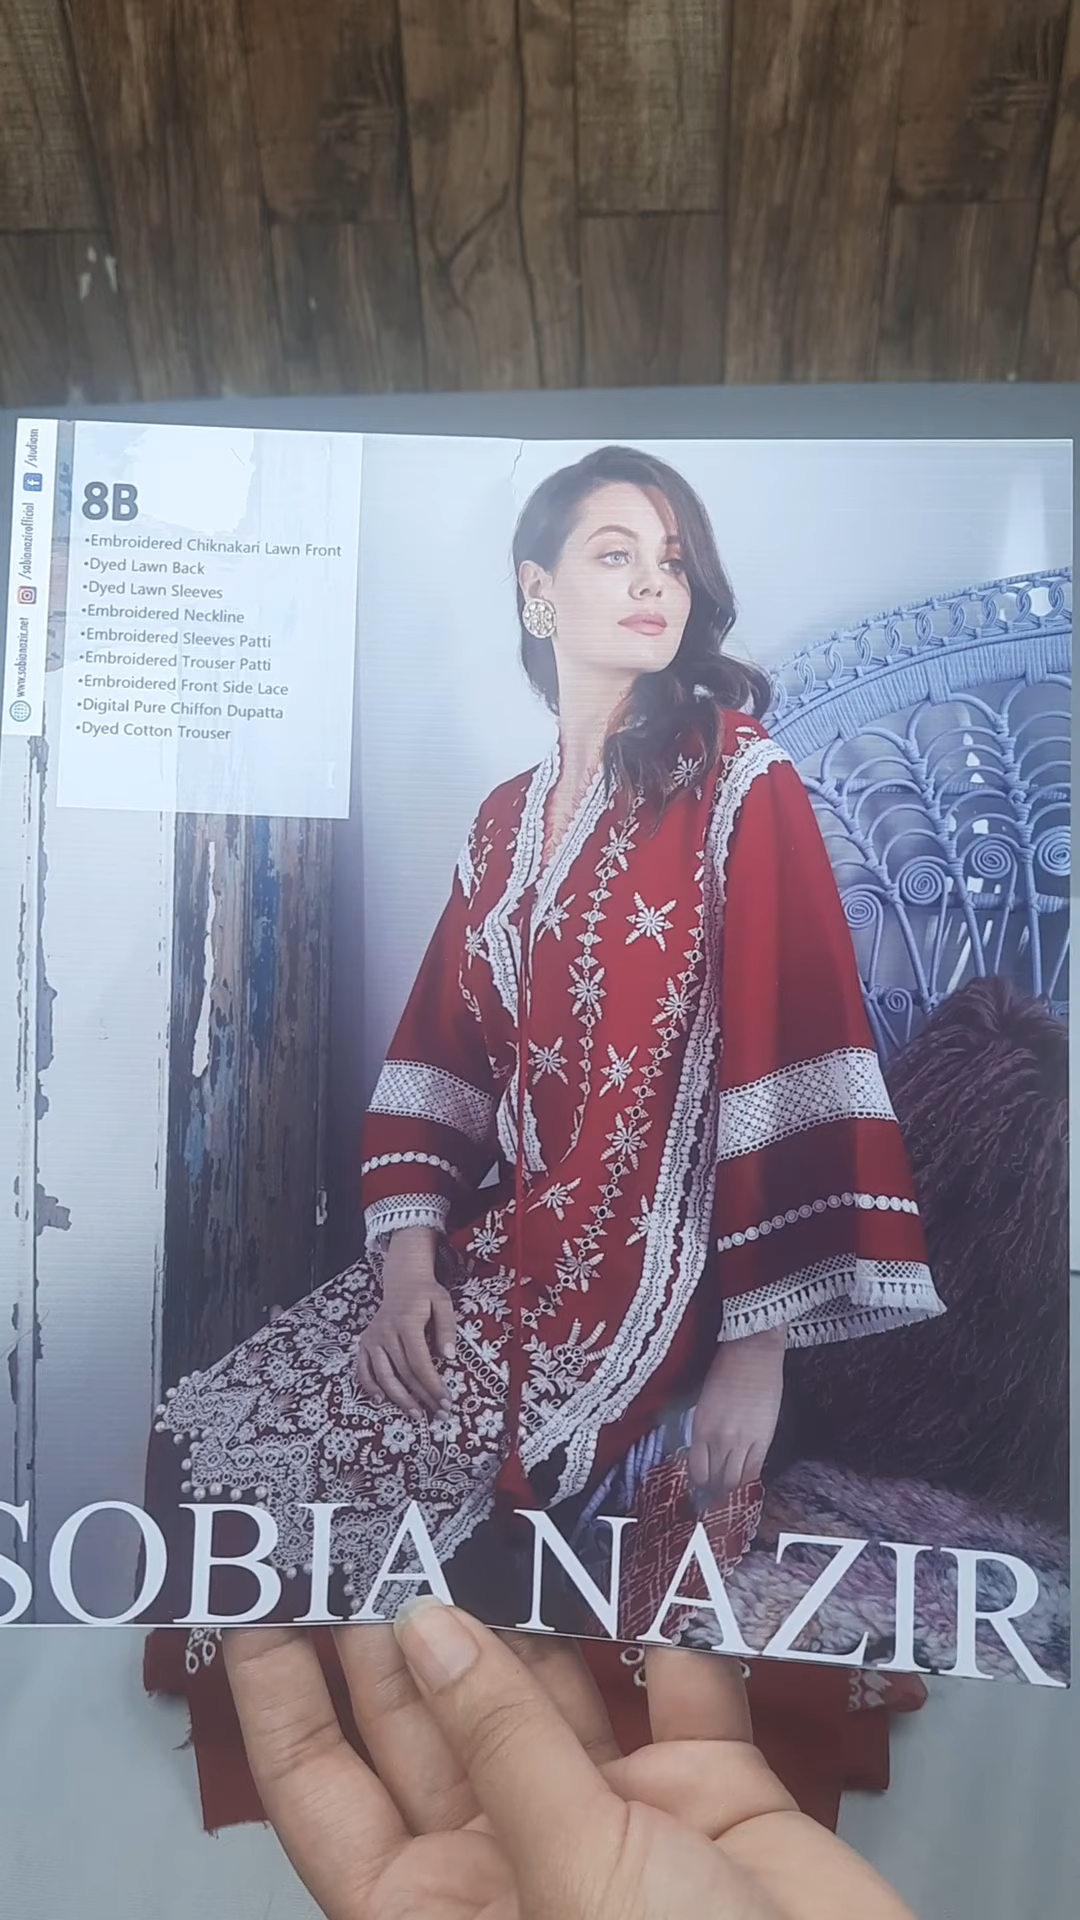 8B
•Embroidered Chiknakari Lawn Front
•Dyed Lawn Back
•Dyed Lawn Sleeves
•Embroidered Neckline
•Embroidered Sleeves Patti
•Embroidered Trouser Patti
•Embroidered Front Side Lace
•Digital Pure Chiffon Dupatta
•Dyed Cotton Trouser
www.sobianazir.net
/sobianazirofficial
/studiosn
SOBIA NAZIR